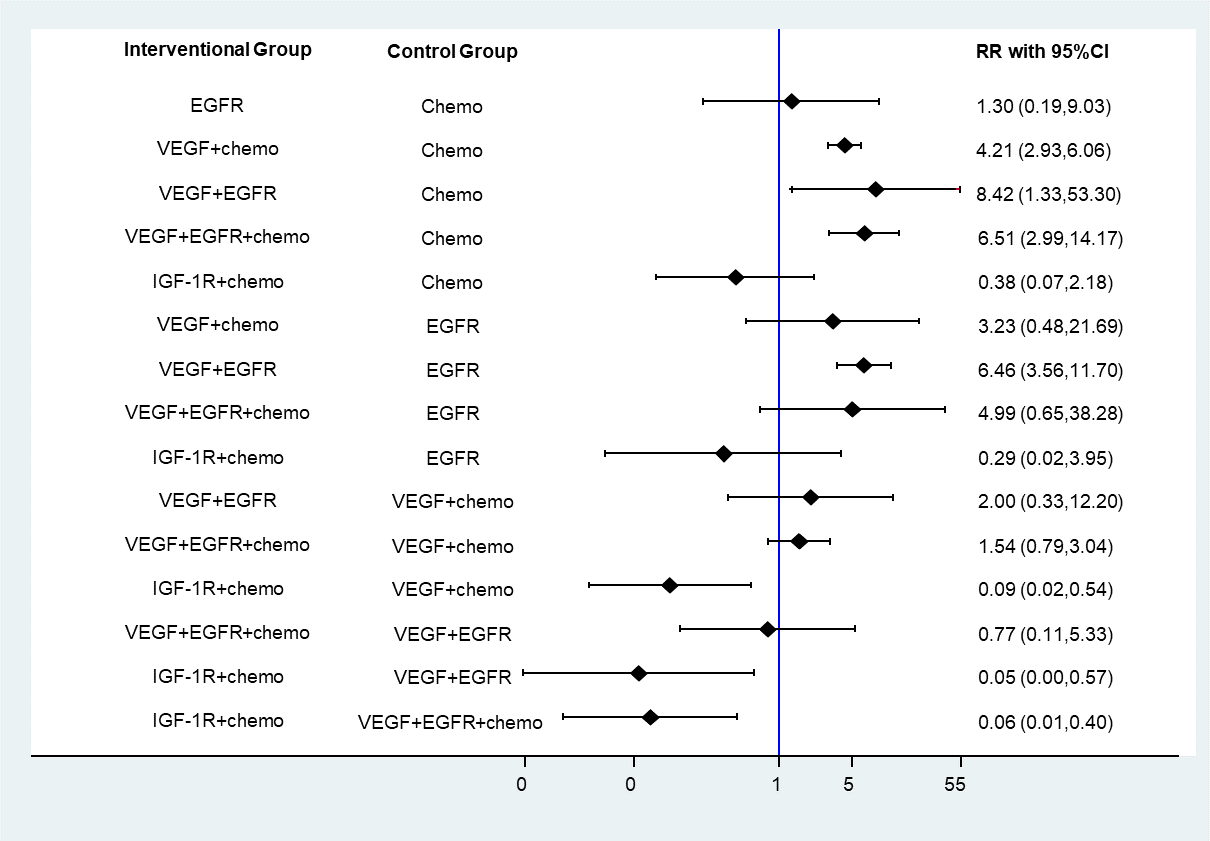 Interventional Group Control Group RR with 95%CI
EGFR Chemo 1.30 (0.19,9.03)
VEGF+chemo Chemo 4.21 (2.93,6.06)
VEGF+EGFR Chemo 8.42 (1.33,53.30)
VEGF+EGFR+chemo Chemo 6.51 (2.99,14.17)
IGF-1R+chemo Chemo 0.38 (0.07,2.18)
VEGF+chemo EGFR 3.23 (0.48,21.69)
VEGF+EGFR EGFR 6.46 (3.56,11.70)
VEGF+EGFR+chemo EGFR 4.99 (0.65,38.28)
IGF-1R+chemo EGFR 0.29 (0.02,3.95)
VEGF+EGFR VEGF+chemo 2.00 (0.33,12.20)
VEGF+EGFR+chemo VEGF+chemo 1.54 (0.79,3.04)
IGF-1R+chemo VEGF+chemo 0.09 (0.02,0.54)
VEGF+EGFR+chemo VEGF+EGFR 0.77 (0.11,5.33)
IGF-1R+chemo VEGF+EGFR 0.05 (0.00,0.57)
IGF-1R+chemo VEGF+EGFR+chemo 0.06 (0.01,0.40)
0 0 1 5 55